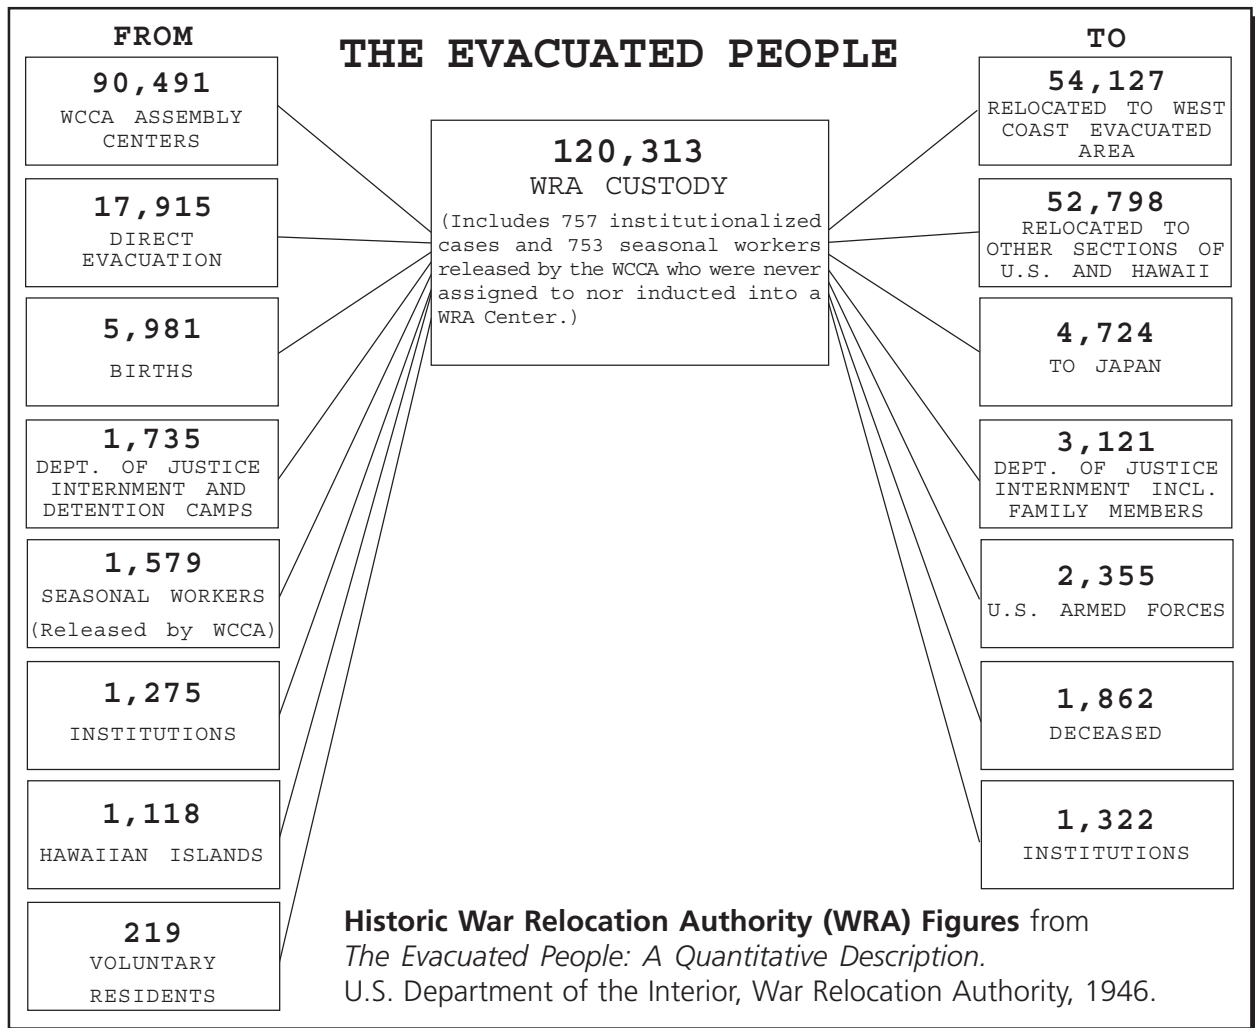 FROM
THE EVACUATED PEOPLE
TO
90,491
WCCA ASSEMBLY
CENTERS
17,915
DIRECT
EVACUATION
5,981
BIRTHS
1,735
DEPT. OF JUSTICE
INTERNMENT AND
DETENTION CAMPS
1,579
SEASONAL WORKERS
(Released by WCCA)
1,275
INSTITUTIONS
1,118
HAWAIIAN ISLANDS
219
VOLUNTARY
RESIDENTS
120,313
WRA CUSTODY
(Includes 757 institutionalized
cases and 753 seasonal workers
released by the WCCA who were never
assigned to nor inducted into a
WRA Center.)
54,127
RELOCATED TO WEST
COAST EVACUATED
AREA
52,798
RELOCATED TO
OTHER SECTIONS OF
U.S. AND HAWAII
4,724
TO JAPAN
3,121
DEPT. OF JUSTICE
INTERNMENT INCL.
FAMILY MEMBERS
2,355
U.S. ARMED FORCES
1,862
DECEASED
1,322
INSTITUTIONS
Historic War Relocation Authority (WRA) Figures from
The Evacuated People: A Quantitative Description.
U.S. Department of the Interior, War Relocation Authority, 1946.